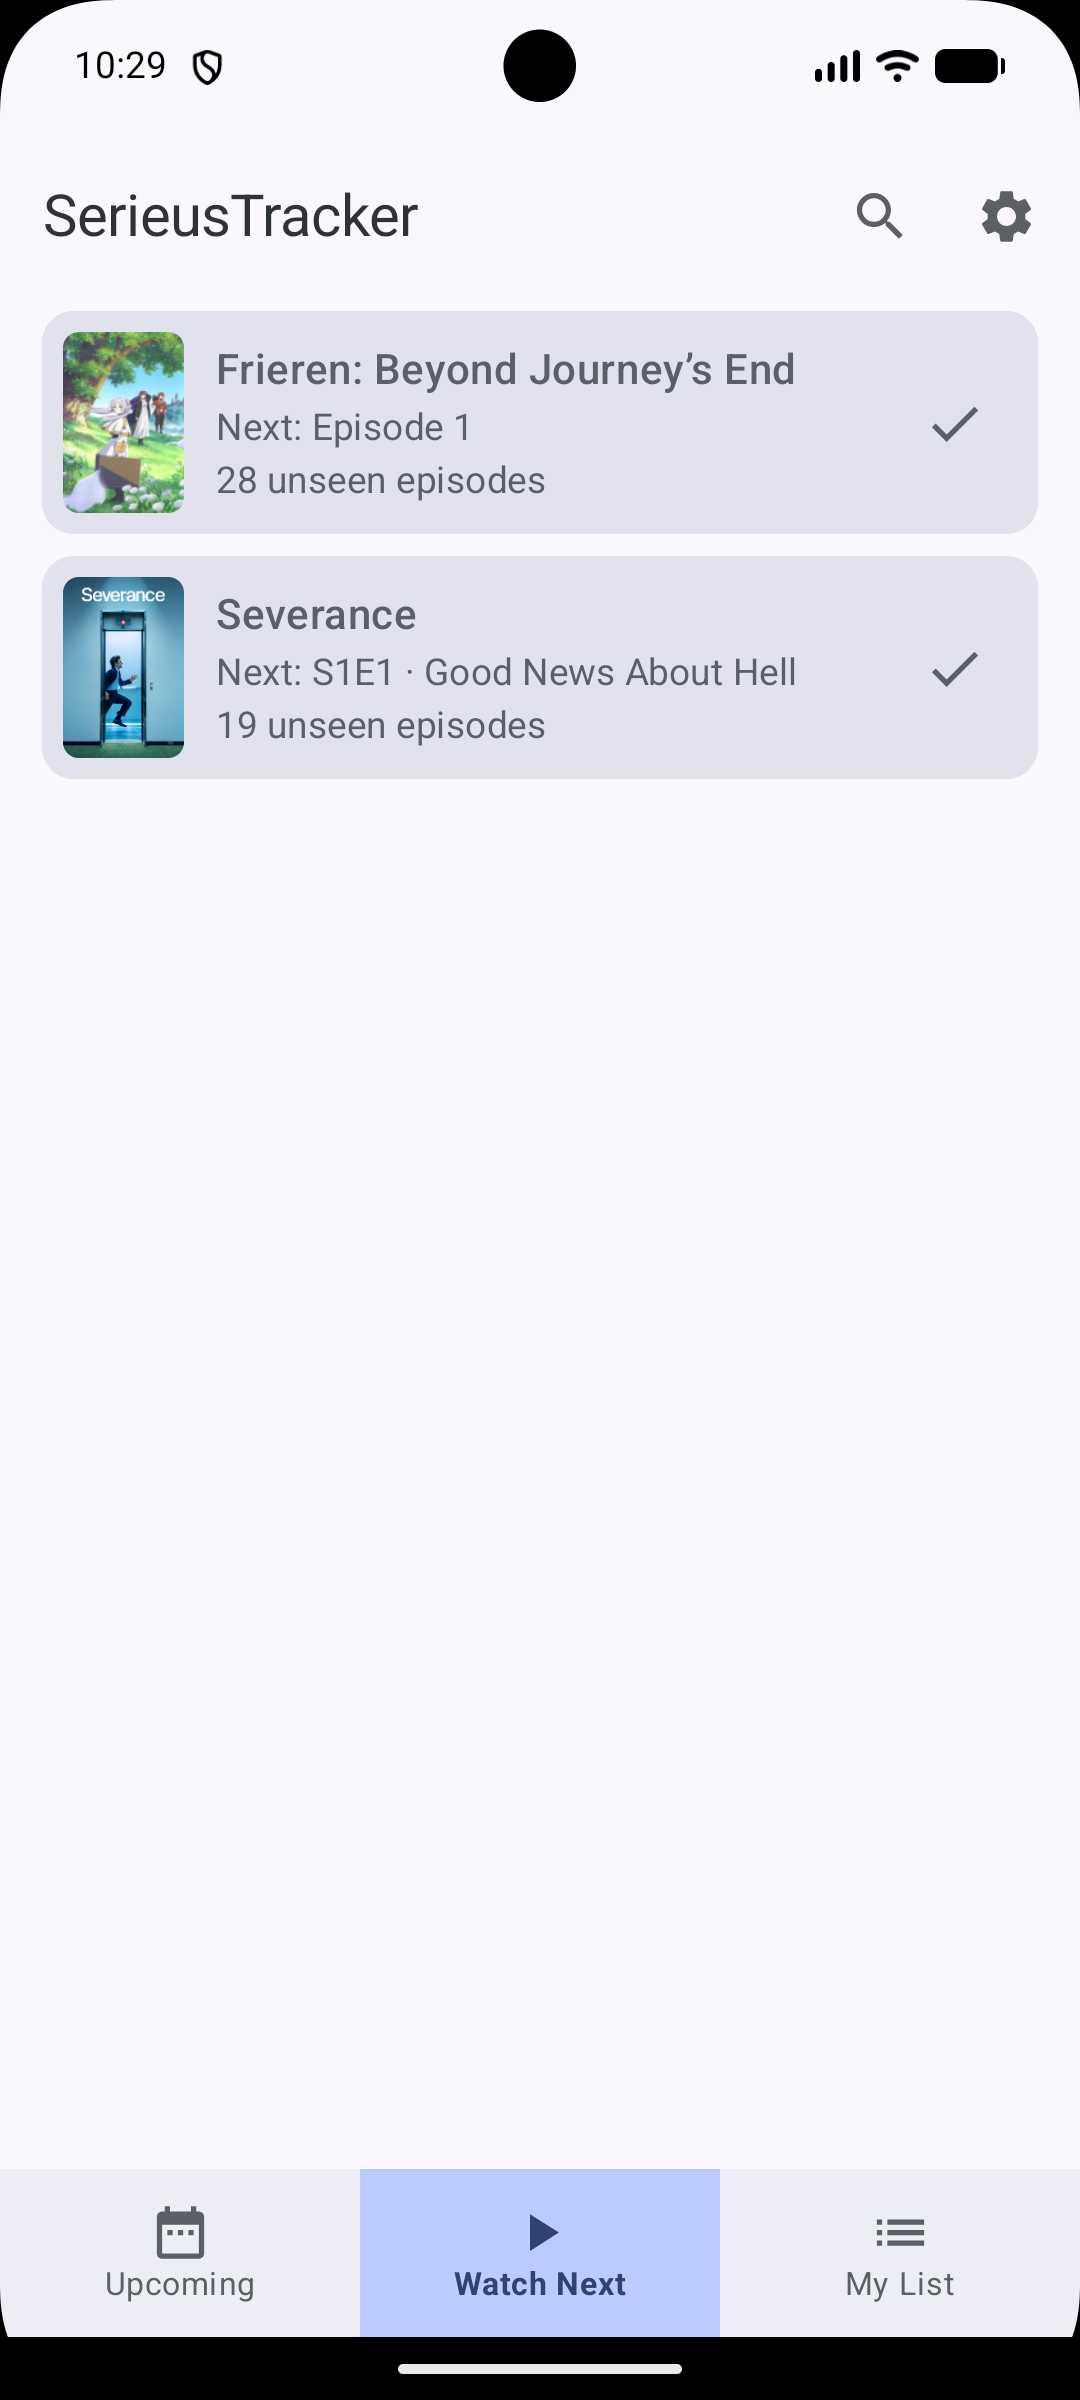 10:29
SerieusTracker
Frieren: Beyond Journey’s End
Next: Episode 1
28 unseen episodes
Severance
Severance
Next: S1E1 · Good News About Hell
19 unseen episodes
Upcoming
Watch Next
My List